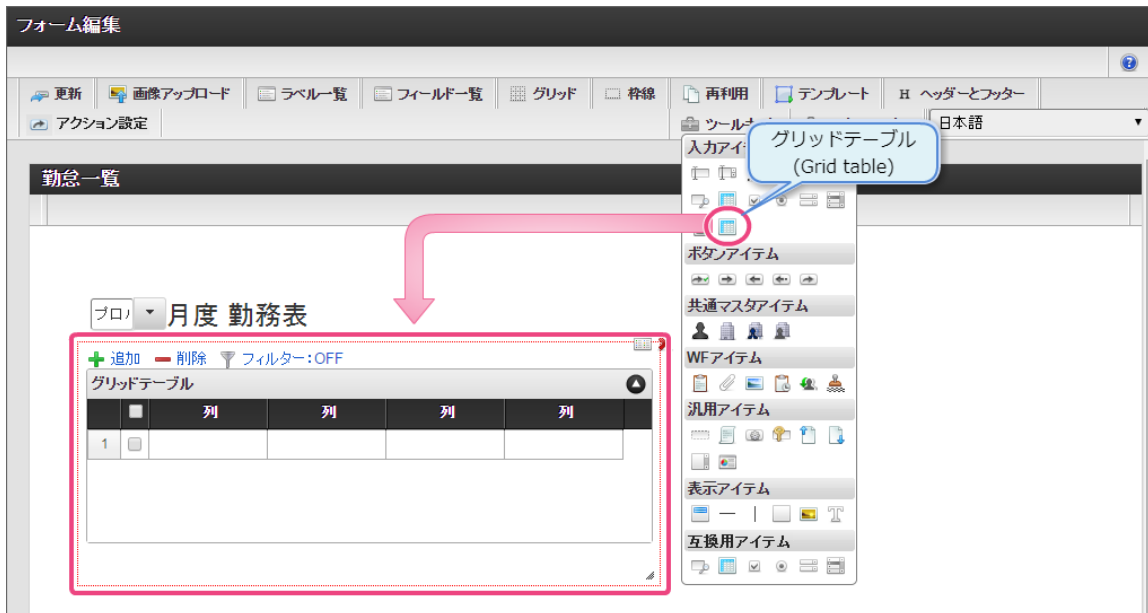 フォーム編集
更新 画像アップロード ラベル一覧 フィールド一覧 グリッド 枠線 再利用 テンプレート H ヘッダーとフッター
アクション設定 日本語
グリッドテーブル
(Grid table)
勤怠一覧
月度 勤務表
追加 削除 フィルター:OFF
グリッドテーブル
列 列 列 列
1
ボタンアイテム
共通マスタアイテム
WFアイテム
汎用アイテム
表示アイテム
互換用アイテム